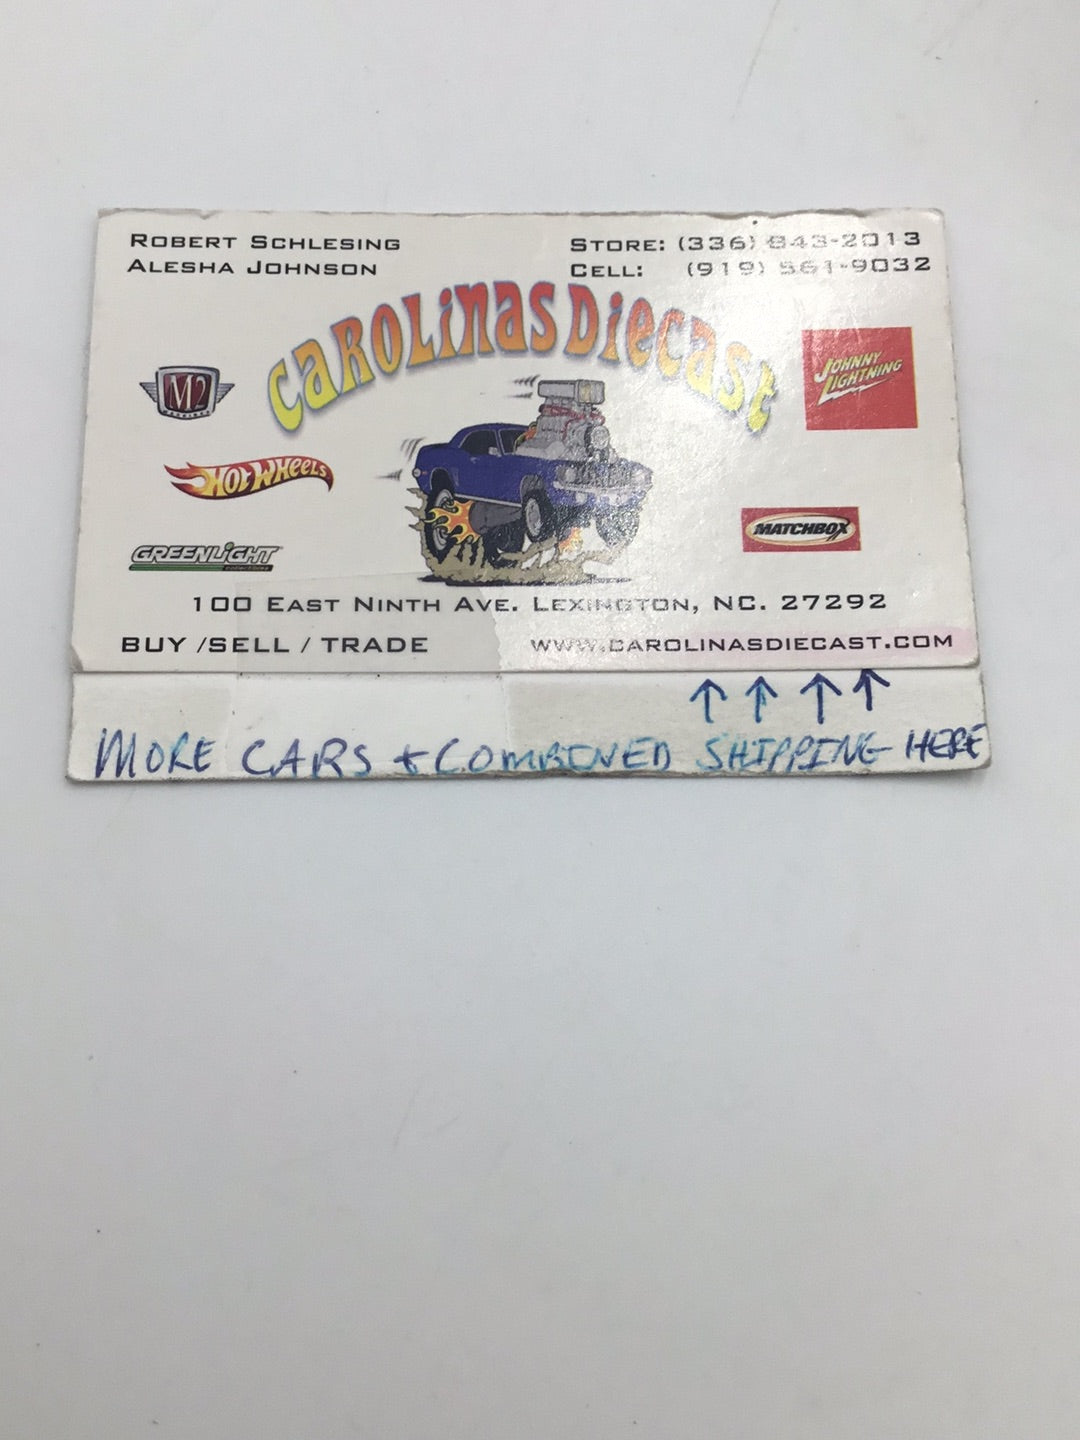 ROBERT SCHLESING
ALESHA JOHNSON
STORE: (336) 843-2013
CELL: (919) 561-9032
CAROLINAS DIECAST
M2
MACHINES
JOHNNY
LIGHTNING
HOT WHEELS
MATCHBOX
GREENLIGHT
collectibles
100 EAST NINTH AVE. LEXINGTON, NC. 27292
BUY /SELL / TRADE
WWW.CAROLINASDIECAST.COM
MORE CARS + COMBINED SHIPPING HERE